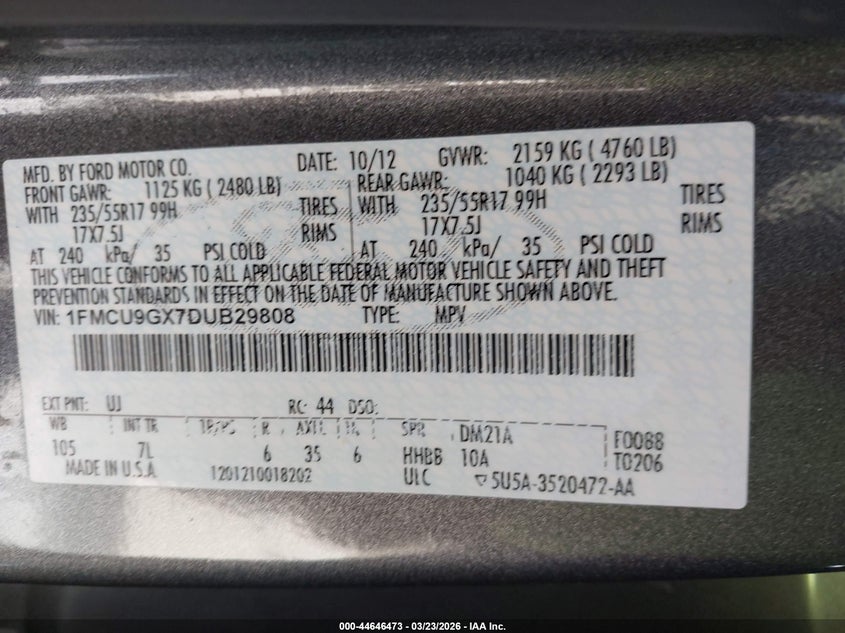 MFD. BY FORD MOTOR CO. DATE: 10/12 GVWR: 2159 KG ( 4760 LB)
FRONT GAWR: 1125 KG ( 2480 LB) REAR GAWR: 1040 KG ( 2293 LB)
WITH 235/55R17 99H TIRES WITH 235/55R17 99H TIRES
17X7.5J RIMS 17X7.5J RIMS
AT 240 kPa/ 35 PSI COLD AT 240 kPa/ 35 PSI COLD
THIS VEHICLE CONFORMS TO ALL APPLICABLE FEDERAL MOTOR VEHICLE SAFETY AND THEFT
PREVENTION STANDARDS IN EFFECT ON THE DATE OF MANUFACTURE SHOWN ABOVE.
VIN: 1FMCU9GX7DUB29808 TYPE: MPV
EXT PNT: UJ RC: 44 DSO:
WB INT TR TP/PS R AXLE TR SPR DM21A F0088
105 7L 6 35 6 HHBB 10A T0206
MADE IN U.S.A. 1201210018202 ULC ▽5U5A-3520472-AA
000-44646473 — 03/23/2026 — IAA Inc.